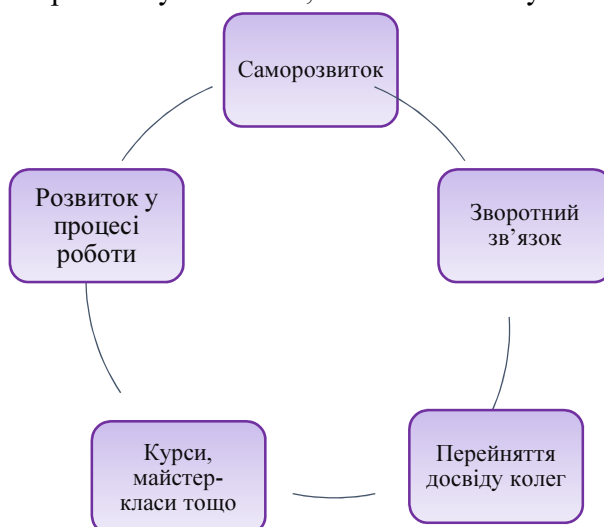 Саморозвиток
Зворотний
зв’язок
Перейняття
досвіду колег
Курси,
майстер-
класи тощо
Розвиток у
процесі
роботи